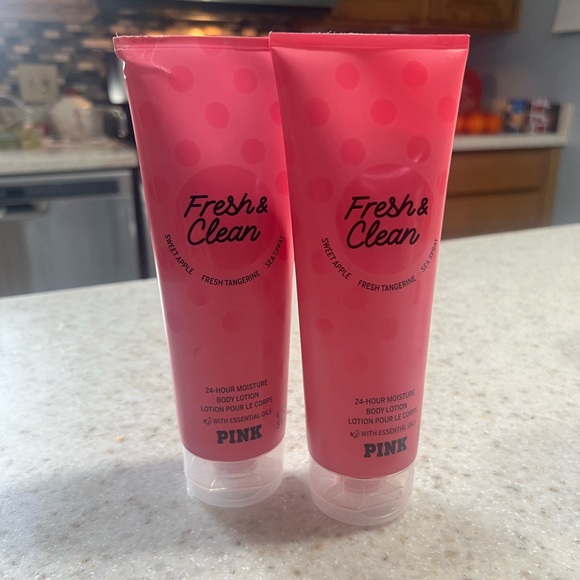 Fresh &
Clean
SWEET APPLE
FRESH TANGERINE
SEA SPRAY
24-HOUR MOISTURE
BODY LOTION
LOTION POUR LE CORPS
WITH ESSENTIAL OILS
PINK
Fresh &
Clean
SWEET APPLE
FRESH TANGERINE
SEA SPRAY
24-HOUR MOISTURE
BODY LOTION
LOTION POUR LE CORPS
WITH ESSENTIAL OILS
PINK